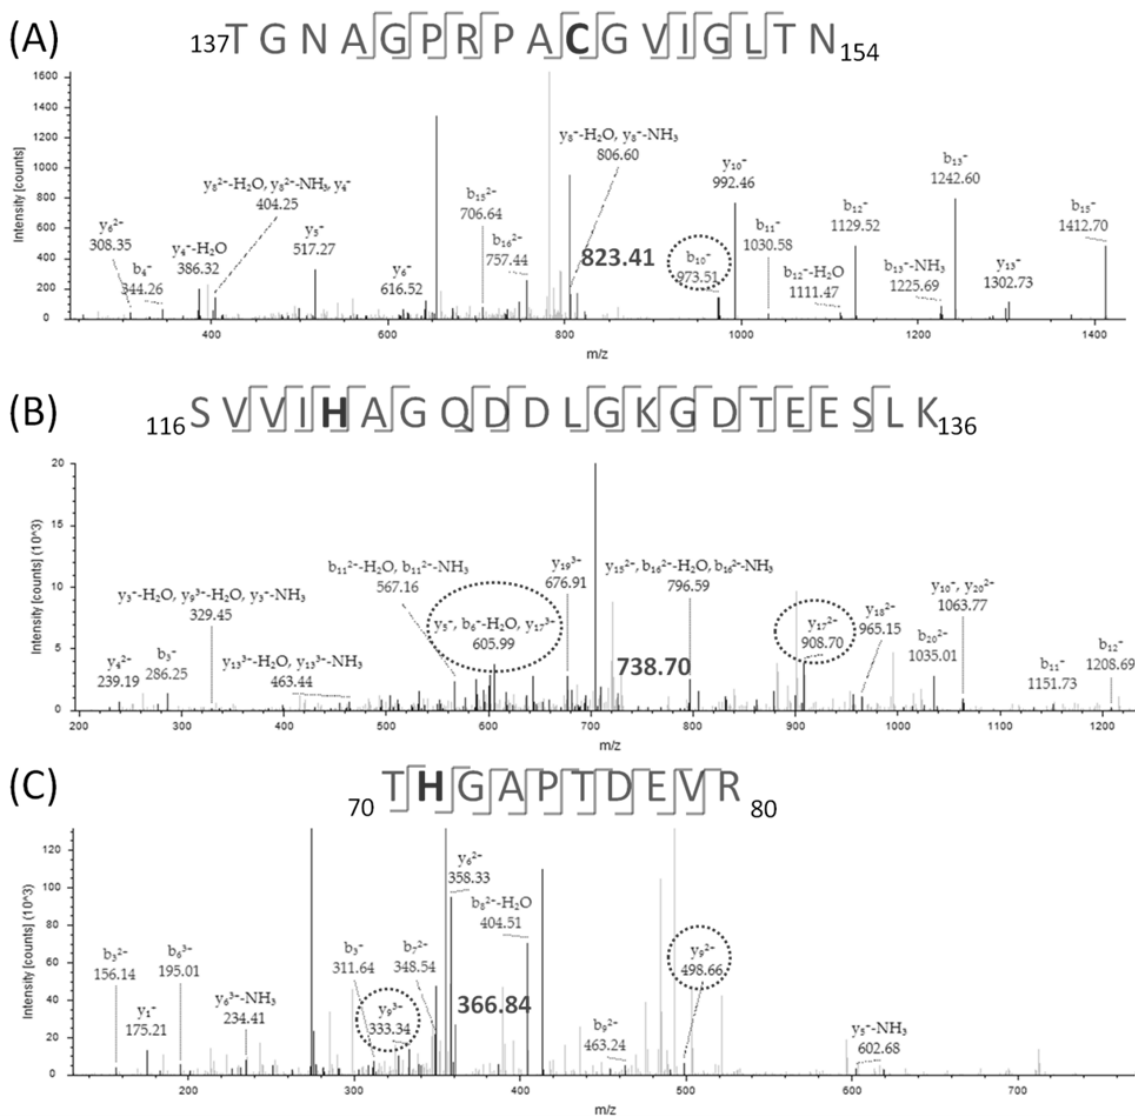 (A) 137 T G N A G P R P A C G V I G L T N 154
Intensity [counts]
1600
1400
1200
1000
800
600
400
200
0
y₆²⁺
308.35
b₄⁺
344.26
y₄⁺-H₂O
386.32
y₈²⁺-H₂O, y₈²⁺-NH₃, y₄⁺
404.25
y₅⁺
517.27
y₆⁺
616.52
b₁₅²⁺
706.64
b₁₆²⁺
757.44
y₈⁺-H₂O, y₈⁺-NH₃
806.60
823.41
b₁₀⁺
973.51
y₁₀⁺
992.46
b₁₁⁺
1030.58
b₁₂⁺-H₂O
1111.47
b₁₂⁺
1129.52
b₁₃⁺-NH₃
1225.69
b₁₃⁺
1242.60
y₁₃⁺
1302.73
b₁₅⁺
1412.70
400 600 800 1000 1200 1400
m/z
(B) 116 S V V I H A G Q D D L G K G D T E E S L K 136
Intensity [counts] (10^3)
20
15
10
5
0
y₄²⁺
239.19
b₃⁺
286.25
y₃⁺-H₂O, y₉³⁺-H₂O, y₃⁺-NH₃
329.45
y₁₃³⁺-H₂O, y₁₃³⁺-NH₃
463.44
b₁₁²⁺-H₂O, b₁₁²⁺-NH₃
567.16
y₅⁺, b₆⁺-H₂O, y₁₇³⁺
605.99
y₁₉³⁺
676.91
738.70
y₁₅²⁺, b₁₆²⁺-H₂O, b₁₆²⁺-NH₃
796.59
y₁₇²⁺
908.70
y₁₈²⁺
965.15
b₂₀²⁺
1035.01
y₁₀⁺, y₂₀²⁺
1063.77
b₁₁⁺
1151.73
b₁₂⁺
1208.69
200 300 400 500 600 700 800 900 1000 1100 1200
m/z
(C) 70 T H G A P T D E V R 80
Intensity [counts] (10^3)
120
100
80
60
40
20
0
b₃²⁺
156.14
y₁⁺
175.21
b₆³⁺
195.01
y₆³⁺-NH₃
234.41
b₃⁺
311.64
y₉³⁺
333.34
b₇²⁺
348.54
y₆²⁺
358.33
366.84
b₈²⁺-H₂O
404.51
b₉²⁺
463.24
y₉²⁺
498.66
y₅⁺-NH₃
602.68
200 300 400 500 600 700
m/z